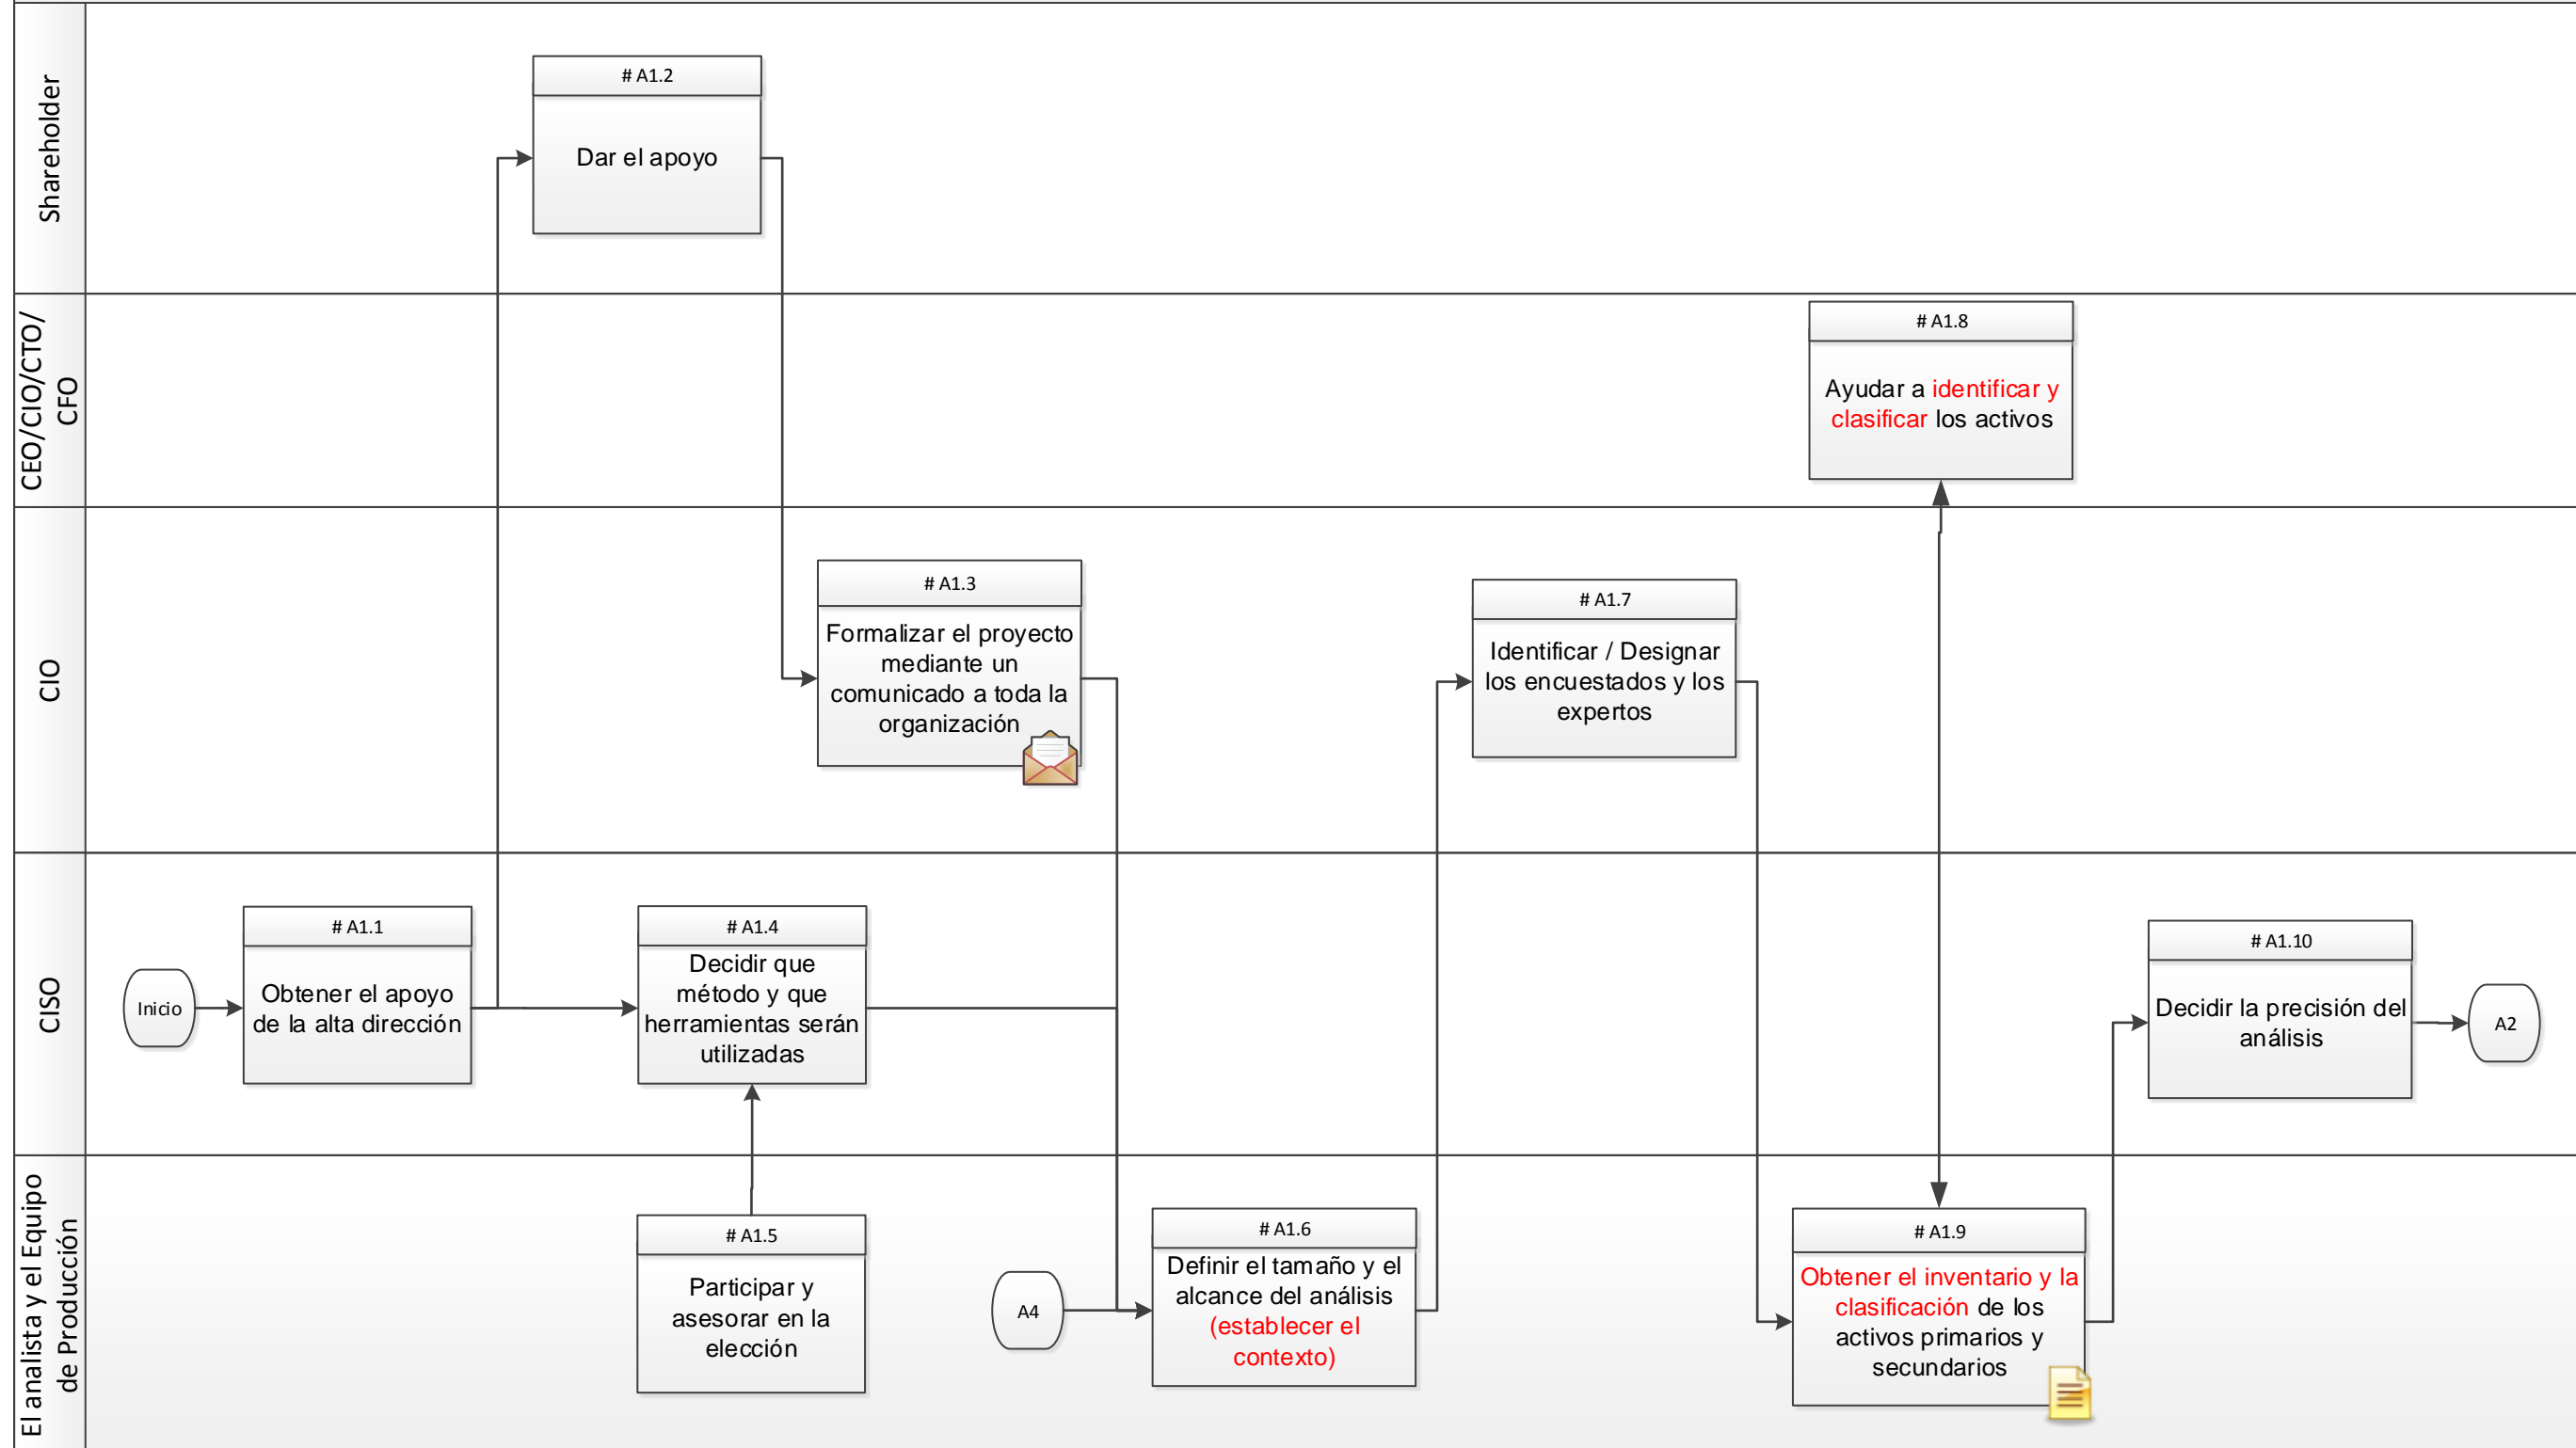 Shareholder
# A1.2
Dar el apoyo
CEO/CIO/CTO/
CFO
# A1.8
Ayudar a identificar y
clasificar los activos
CIO
# A1.3
Formalizar el proyecto
mediante un
comunicado a toda la
organización
# A1.7
Identificar / Designar
los encuestados y los
expertos
CISO
Inicio
# A1.1
Obtener el apoyo
de la alta dirección
# A1.4
Decidir que
método y que
herramientas serán
utilizadas
# A1.10
Decidir la precisión del
análisis
A2
El analista y el Equipo
de Producción
# A1.5
Participar y
asesorar en la
elección
A4
# A1.6
Definir el tamaño y el
alcance del análisis
(establecer el
contexto)
# A1.9
Obtener el inventario y la
clasificación de los
activos primarios y
secundarios